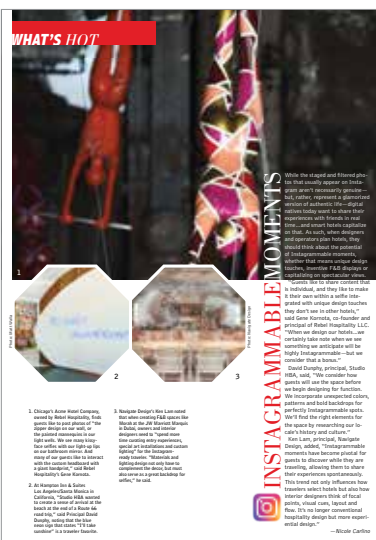 WHAT'S HOT
1
2
3
INSTAGRAMMABLE MOMENTS
While the staged and filtered pho-
tos that usually appear on Insta-
gram aren't necessarily genuine—
but, rather, represent a glamorized
version of authentic life—digital
natives today want to share their
experiences with friends in real
time...and smart hotels capitalize
on that. As such, when designers
and operators plan hotels, they
should think about the potential
of Instagrammable moments,
whether that means unique design
touches, inventive F&B displays or
capitalizing on spectacular views.
"Guests like to share content that
is individual, and they like to make
it their own within a selfie inte-
grated with unique design touches
they don't see in other hotels,"
said Gene Kornota, co-founder and
principal of Rebel Hospitality LLC.
"When we design our hotels...we
certainly take note when we see
something we anticipate will be
highly Instagrammable—but we
consider that a bonus."
David Dunphy, principal, Studio
HBA, said, "We consider how
guests will use the space before
we begin designing for function.
We incorporate unexpected colors,
patterns and bold backdrops for
perfectly Instagrammable spots.
We'll find the right elements for
the space by researching our lo-
cale's history and culture."
Ken Lam, principal, Navigate
Design, added, "Instagrammable
moments have become pivotal for
guests to discover while they are
traveling, allowing them to share
their experiences spontaneously.
This trend not only influences how
travelers select hotels but also how
interior designers think of focal
points, visual cues, layout and
flow. It's no longer conventional
hospitality design but more experi-
ential design."
—Nicole Carlino
1. Chicago's Acme Hotel Company,
owned by Rebel Hospitality, finds
guests like to post photos of "the
zipper design on our wall, or
the painted staircases in our
light wells. We see many kissy-
face selfies with our light-up lips
on our bathroom mirror. And
many of our guests like to interact
with the custom headboard with
a giant handprint," said Rebel
Hospitality's Gene Kornota.
2. At Hampton Inn & Suites
Los Angeles/Santa Monica in
California, "Studio HBA wanted
to create a sense of arrival at the
beach at the end of a Route 66
road trip," said Principal David
Dunphy, noting that the blue
neon sign that states "I'll take
sunshine" is a traveler favorite.
3. Navigate Design's Ken Lam noted
that when creating F&B spaces like
Morah at the JW Marriott Marquis
in Dubai, owners and interior
designers need to "spend more
time curating entry experiences,
special art installations and custom
lighting" for the Instagram-
ready traveler. "Materials and
lighting design not only have to
complement the decor, but must
also serve as a great backdrop for
selfies," he said.